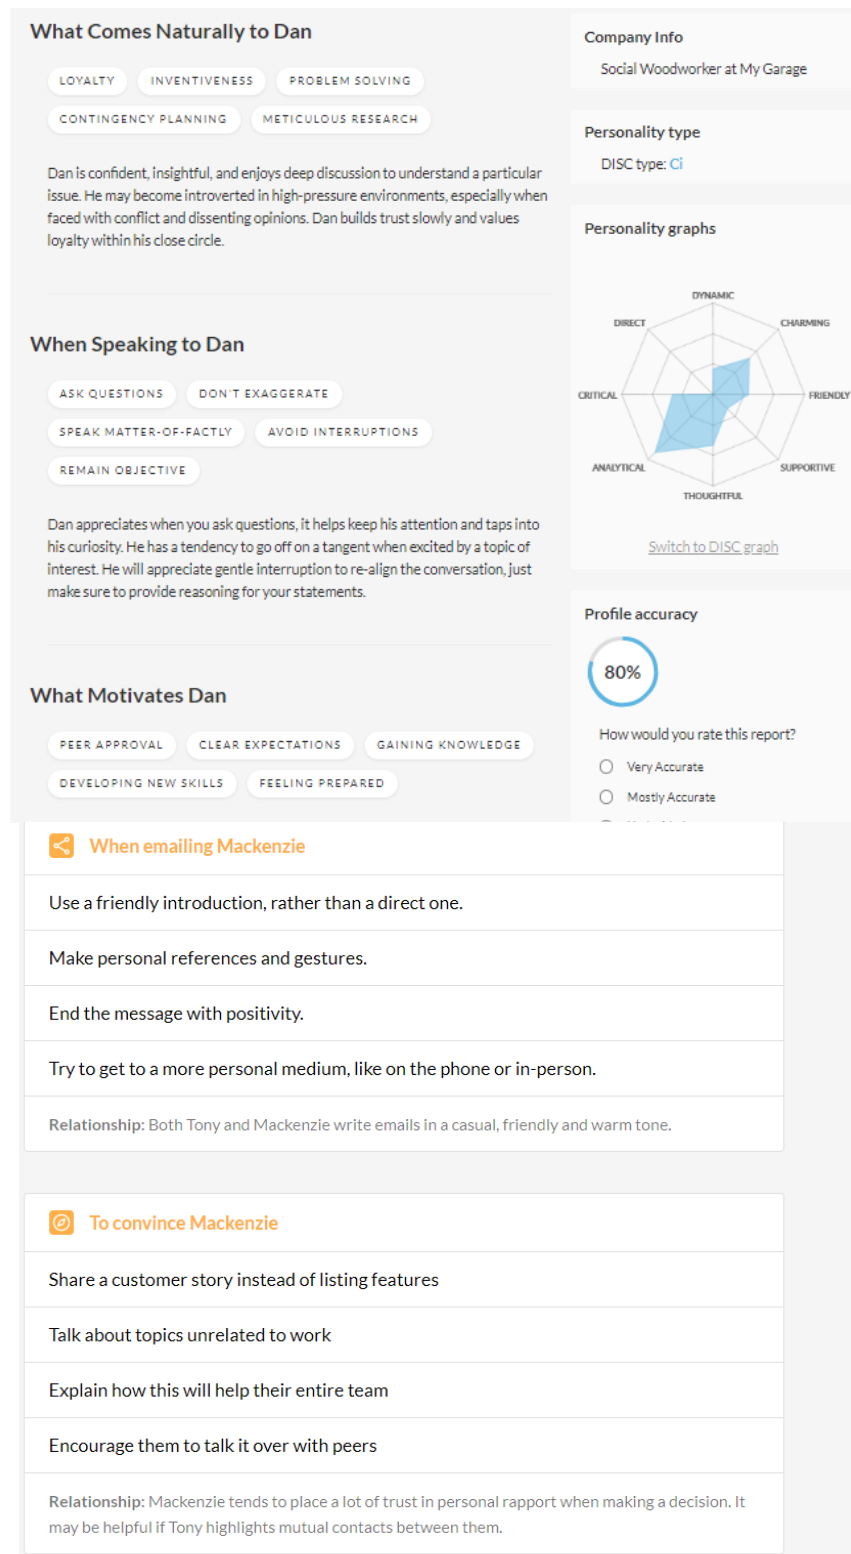 What Comes Naturally to Dan
LOYALTY INVENTIVENESS PROBLEM SOLVING
CONTINGENCY PLANNING METICULOUS RESEARCH
Dan is confident, insightful, and enjoys deep discussion to understand a particular
issue. He may become introverted in high-pressure environments, especially when
faced with conflict and dissenting opinions. Dan builds trust slowly and values
loyalty within his close circle.
When Speaking to Dan
ASK QUESTIONS DON'T EXAGGERATE
SPEAK MATTER-OF-FACTLY AVOID INTERRUPTIONS
REMAIN OBJECTIVE
Dan appreciates when you ask questions, it helps keep his attention and taps into
his curiosity. He has a tendency to go off on a tangent when excited by a topic of
interest. He will appreciate gentle interruption to re-align the conversation, just
make sure to provide reasoning for your statements.
What Motivates Dan
PEER APPROVAL CLEAR EXPECTATIONS GAINING KNOWLEDGE
DEVELOPING NEW SKILLS FEELING PREPARED
Company Info
Social Woodworker at My Garage
Personality type
DISC type: Ci
Personality graphs
DYNAMIC
DIRECT CHARMING
CRITICAL FRIENDLY
ANALYTICAL SUPPORTIVE
THOUGHTFUL
Switch to DISC graph
Profile accuracy
80%
How would you rate this report?
Very Accurate
Mostly Accurate
When emailing Mackenzie
Use a friendly introduction, rather than a direct one.
Make personal references and gestures.
End the message with positivity.
Try to get to a more personal medium, like on the phone or in-person.
Relationship: Both Tony and Mackenzie write emails in a casual, friendly and warm tone.
To convince Mackenzie
Share a customer story instead of listing features
Talk about topics unrelated to work
Explain how this will help their entire team
Encourage them to talk it over with peers
Relationship: Mackenzie tends to place a lot of trust in personal rapport when making a decision. It
may be helpful if Tony highlights mutual contacts between them.